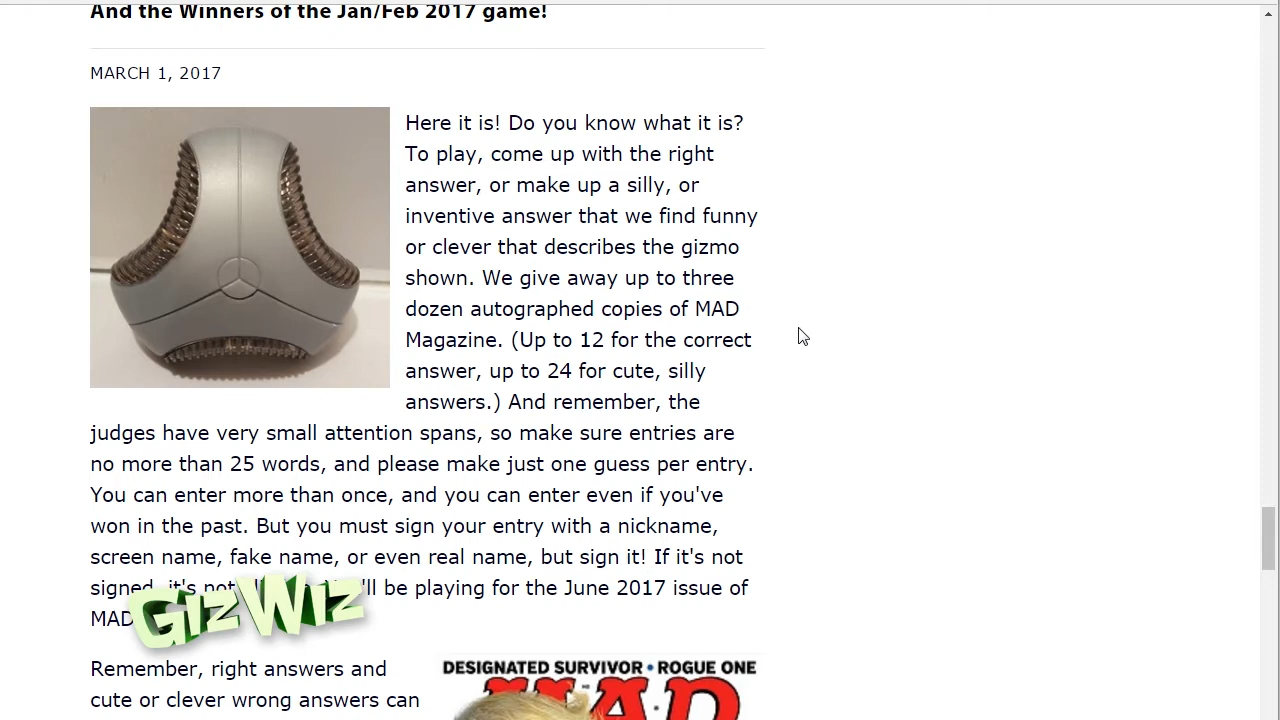 And the Winners of the Jan/Feb 2017 game!
MARCH 1, 2017
Here it is! Do you know what it is?
To play, come up with the right
answer, or make up a silly, or
inventive answer that we find funny
or clever that describes the gizmo
shown. We give away up to three
dozen autographed copies of MAD
Magazine. (Up to 12 for the correct
answer, up to 24 for cute, silly
answers.) And remember, the
judges have very small attention spans, so make sure entries are
no more than 25 words, and please make just one guess per entry.
You can enter more than once, and you can enter even if you've
won in the past. But you must sign your entry with a nickname,
screen name, fake name, or even real name, but sign it! If it's not
signed, it's not 'll be playing for the June 2017 issue of
MAD
GizWiz
Remember, right answers and
cute or clever wrong answers can
DESIGNATED SURVIVOR • ROGUE ONE
MAD